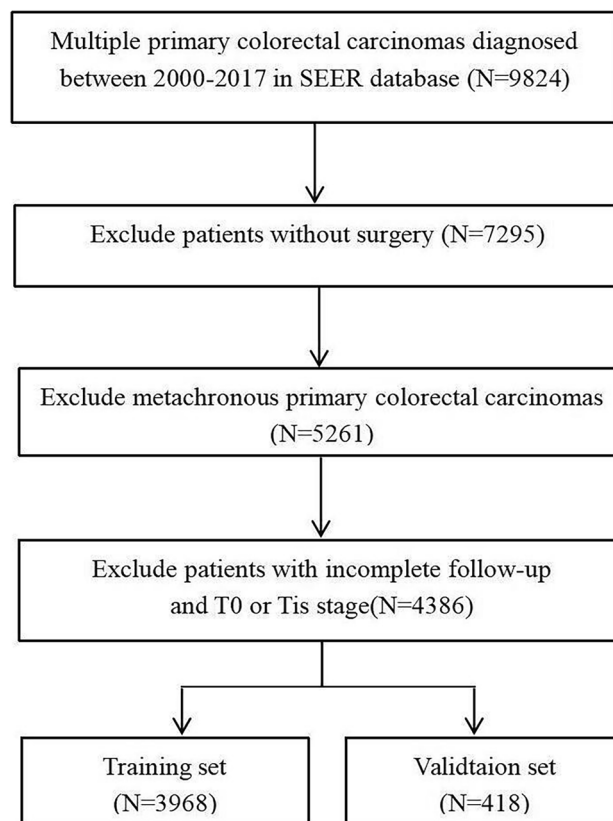 Multiple primary colorectal carcinomas diagnosed
between 2000-2017 in SEER database (N=9824)
Exclude patients without surgery (N=7295)
Exclude metachronous primary colorectal carcinomas
(N=5261)
Exclude patients with incomplete follow-up
and T0 or Tis stage(N=4386)
Training set
(N=3968)
Validtaion set
(N=418)